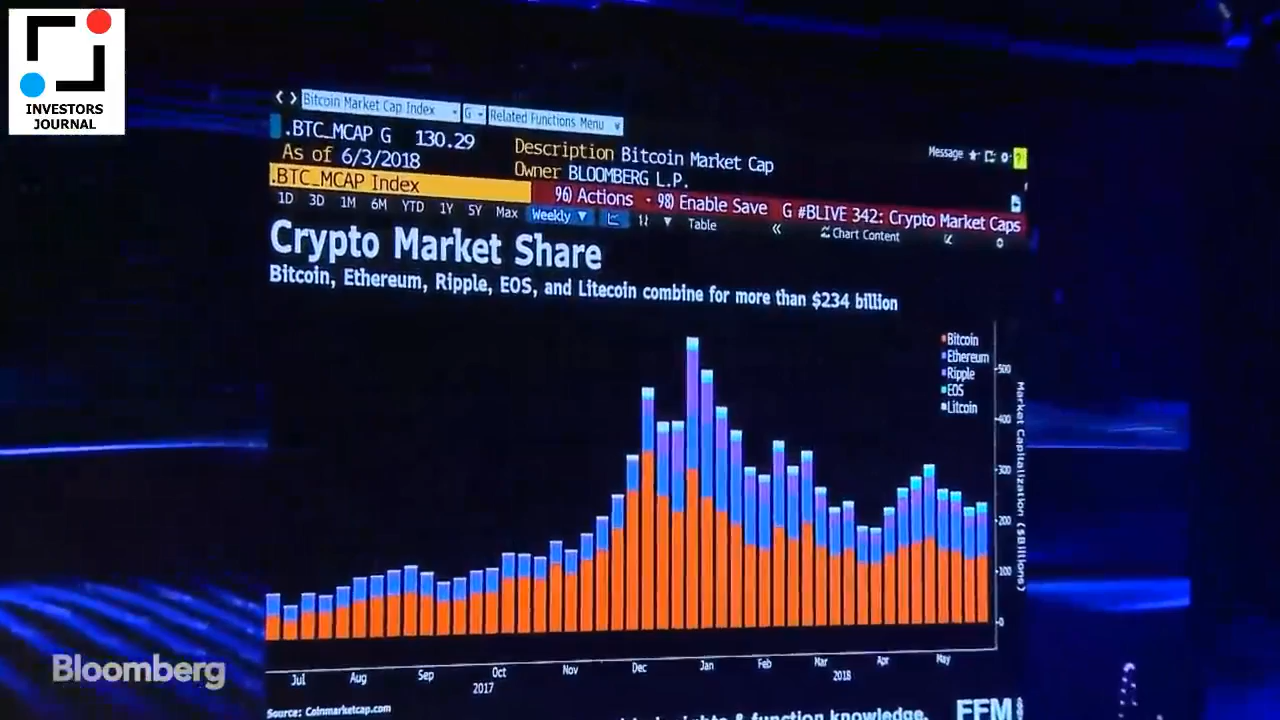 INVESTORS
JOURNAL
Bitcoin Market Cap Index G Related Functions Menu
.BTC_MCAP G 130.29 Description Bitcoin Market Cap Message
As of 6/3/2018 Owner BLOOMBERG L.P.
.BTC_MCAP Index 96) Actions - 98) Enable Save G #BLIVE 342: Crypto Market Caps
1D 3D 1M 6M YTD 1Y 5Y Max Weekly ▼ Table « Chart Content
Crypto Market Share
Bitcoin, Ethereum, Ripple, EOS, and Litecoin combine for more than $234 billion
Bitcoin
Ethereum
Ripple
EOS
Litcoin
500
400
300
200
100
0
Market Capitalization ($Billions)
Jul Aug Sep Oct Nov Dec Jan Feb Mar Apr May
2017 2018
Source: Coinmarketcap.com
& function knowledge.
Bloomberg